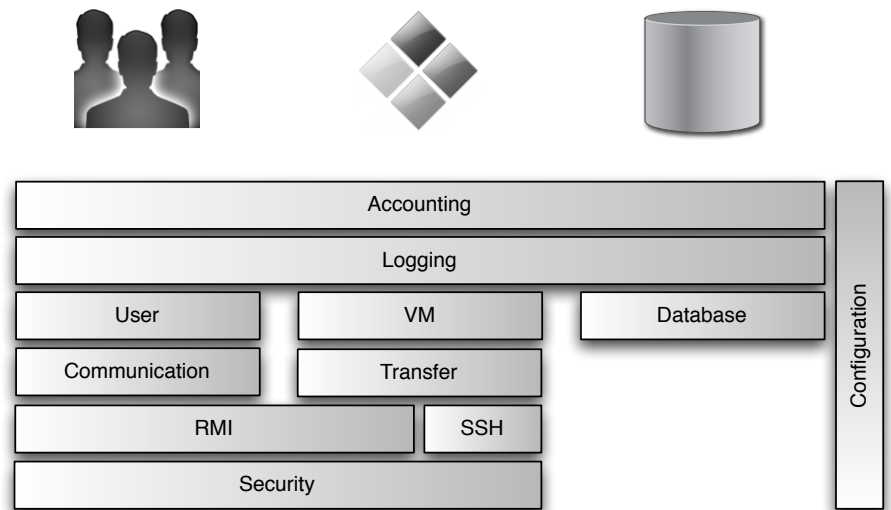 Accounting
Logging
User
VM
Database
Communication
Transfer
RMI
SSH
Security
Configuration